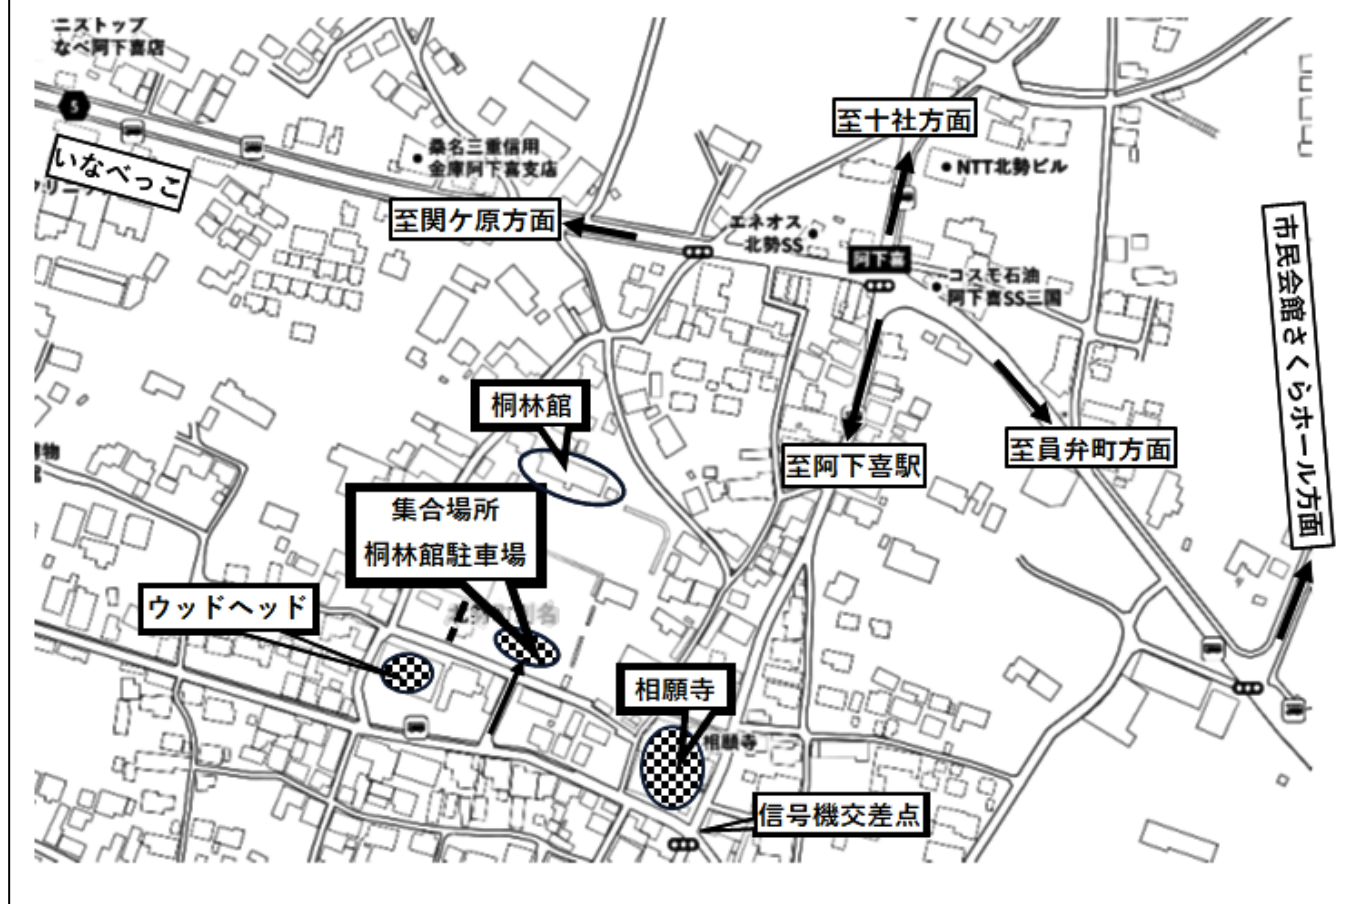 ニストップ
なべ阿下喜店
5
いなべっこ
クリニック
桑名三重信用
金庫阿下喜支店
至関ケ原方面
至十社方面
NTT北勢ビル
エネオス
北勢SS
阿下喜
コスモ石油
阿下喜SS三国
市民会館さくらホール方面
桐林館
至阿下喜駅
至員弁町方面
集合場所
桐林館駐車場
ウッドヘッド
相願寺
相願寺
信号機交差点